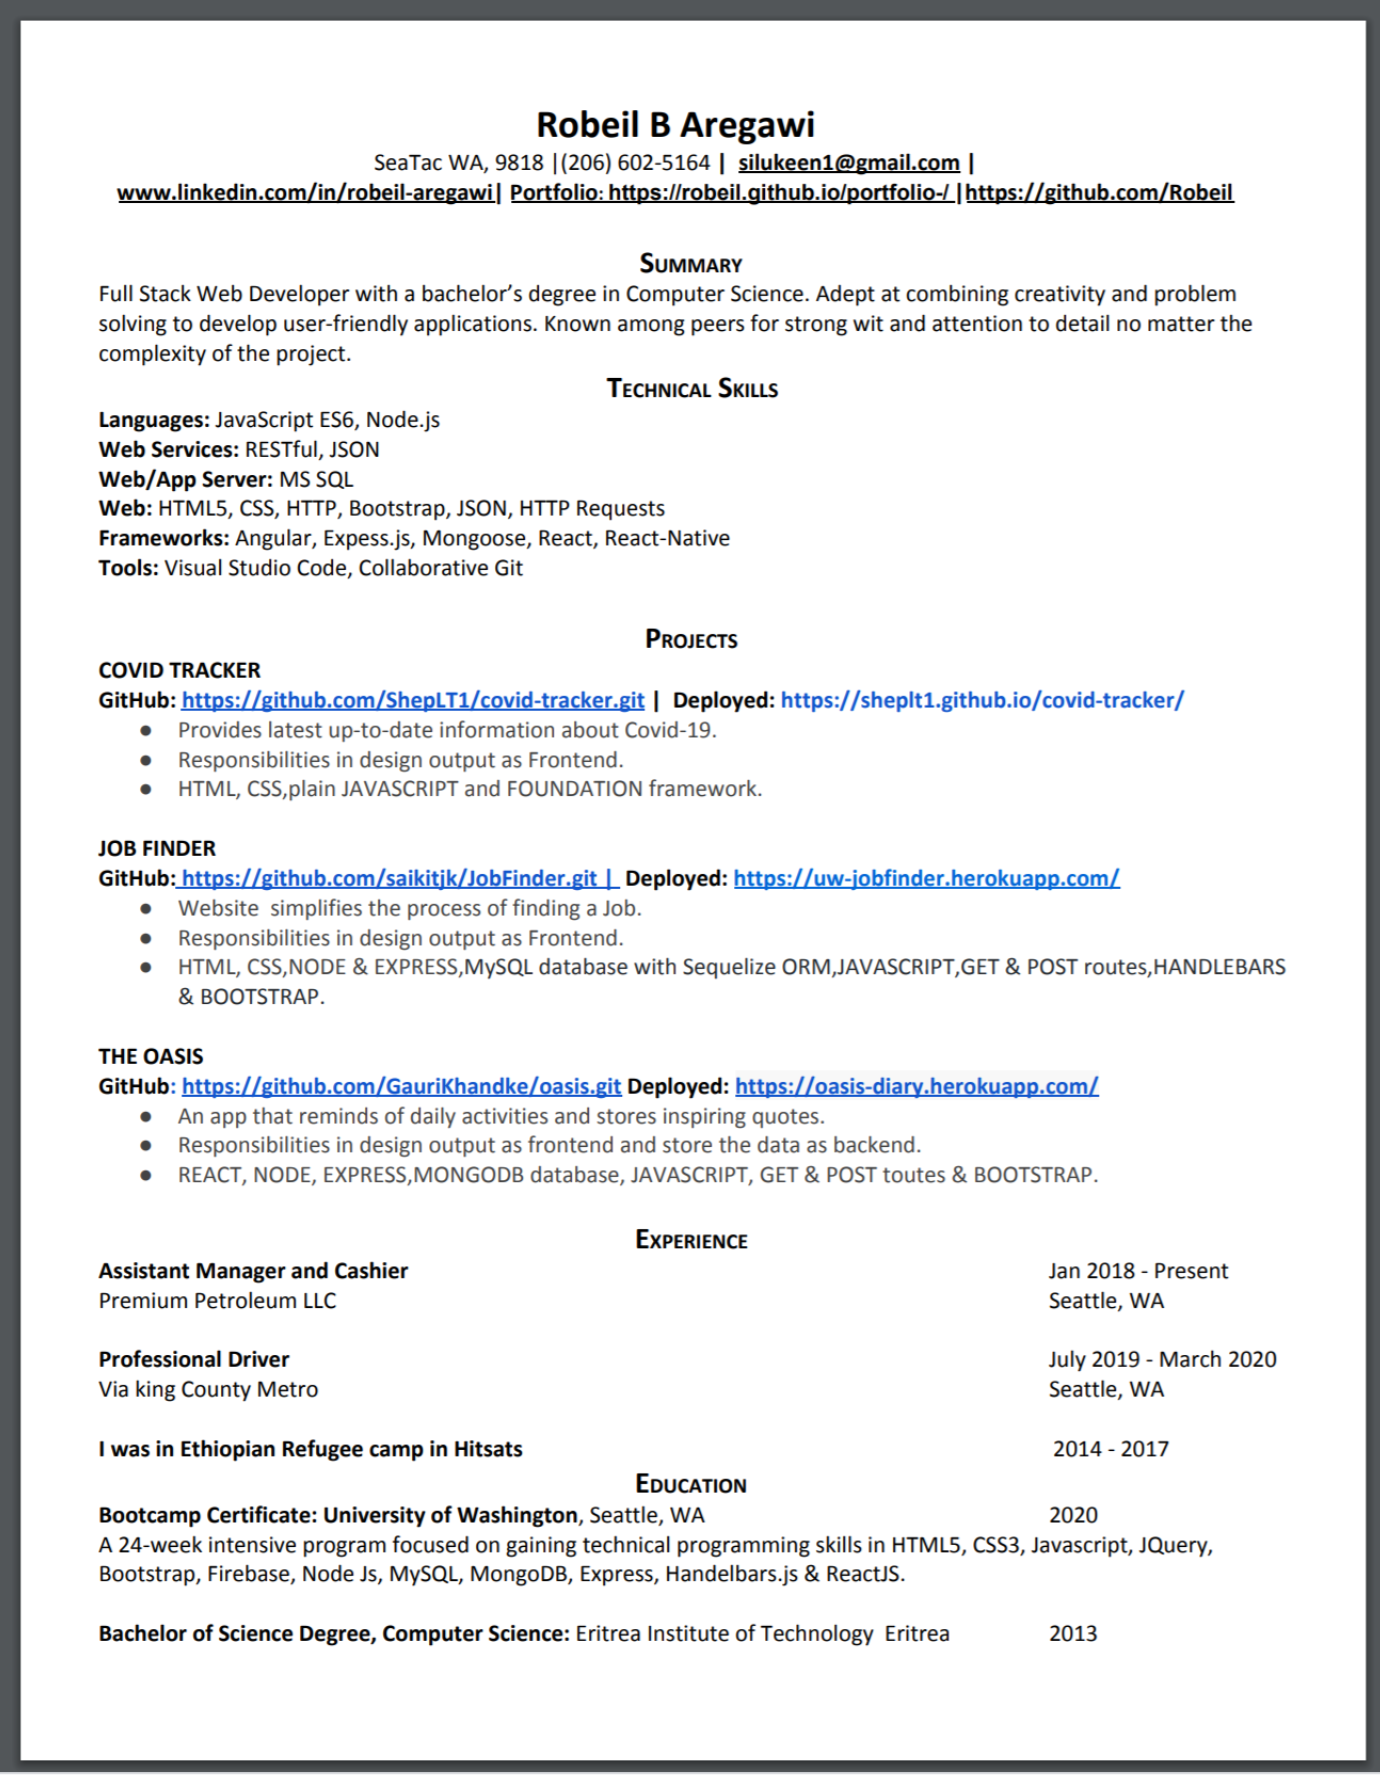 Robeil B Aregawi
SeaTac WA, 9818 |(206) 602-5164 | silukeen1@gmail.com |
www.linkedin.com/in/robeil-aregawi| Portfolio: https://robeil.github.io/portfolio-/ |https://github.com/Robeil
SUMMARY
Full Stack Web Developer with a bachelor’s degree in Computer Science. Adept at combining creativity and problem
solving to develop user-friendly applications. Known among peers for strong wit and attention to detail no matter the
complexity of the project.
TECHNICAL SKILLS
Languages: JavaScript ES6, Node.js
Web Services: RESTful, JSON
Web/App Server: MS SQL
Web: HTML5, CSS, HTTP, Bootstrap, JSON, HTTP Requests
Frameworks: Angular, Expess.js, Mongoose, React, React-Native
Tools: Visual Studio Code, Collaborative Git
PROJECTS
COVID TRACKER
GitHub: https://github.com/ShepLT1/covid-tracker.git | Deployed: https://sheplt1.github.io/covid-tracker/
● Provides latest up-to-date information about Covid-19.
● Responsibilities in design output as Frontend.
● HTML, CSS,plain JAVASCRIPT and FOUNDATION framework.
JOB FINDER
GitHub: https://github.com/saikitjk/JobFinder.git | Deployed: https://uw-jobfinder.herokuapp.com/
● Website simplifies the process of finding a Job.
● Responsibilities in design output as Frontend.
● HTML, CSS,NODE & EXPRESS,MySQL database with Sequelize ORM,JAVASCRIPT,GET & POST routes,HANDLEBARS
& BOOTSTRAP.
THE OASIS
GitHub: https://github.com/GauriKhandke/oasis.git Deployed: https://oasis-diary.herokuapp.com/
● An app that reminds of daily activities and stores inspiring quotes.
● Responsibilities in design output as frontend and store the data as backend.
● REACT, NODE, EXPRESS,MONGODB database, JAVASCRIPT, GET & POST toutes & BOOTSTRAP.
EXPERIENCE
Assistant Manager and Cashier Jan 2018 - Present
Premium Petroleum LLC Seattle, WA
Professional Driver July 2019 - March 2020
Via king County Metro Seattle, WA
I was in Ethiopian Refugee camp in Hitsats 2014 - 2017
EDUCATION
Bootcamp Certificate: University of Washington, Seattle, WA 2020
A 24-week intensive program focused on gaining technical programming skills in HTML5, CSS3, Javascript, JQuery,
Bootstrap, Firebase, Node Js, MySQL, MongoDB, Express, Handelbars.js & ReactJS.
Bachelor of Science Degree, Computer Science: Eritrea Institute of Technology Eritrea 2013